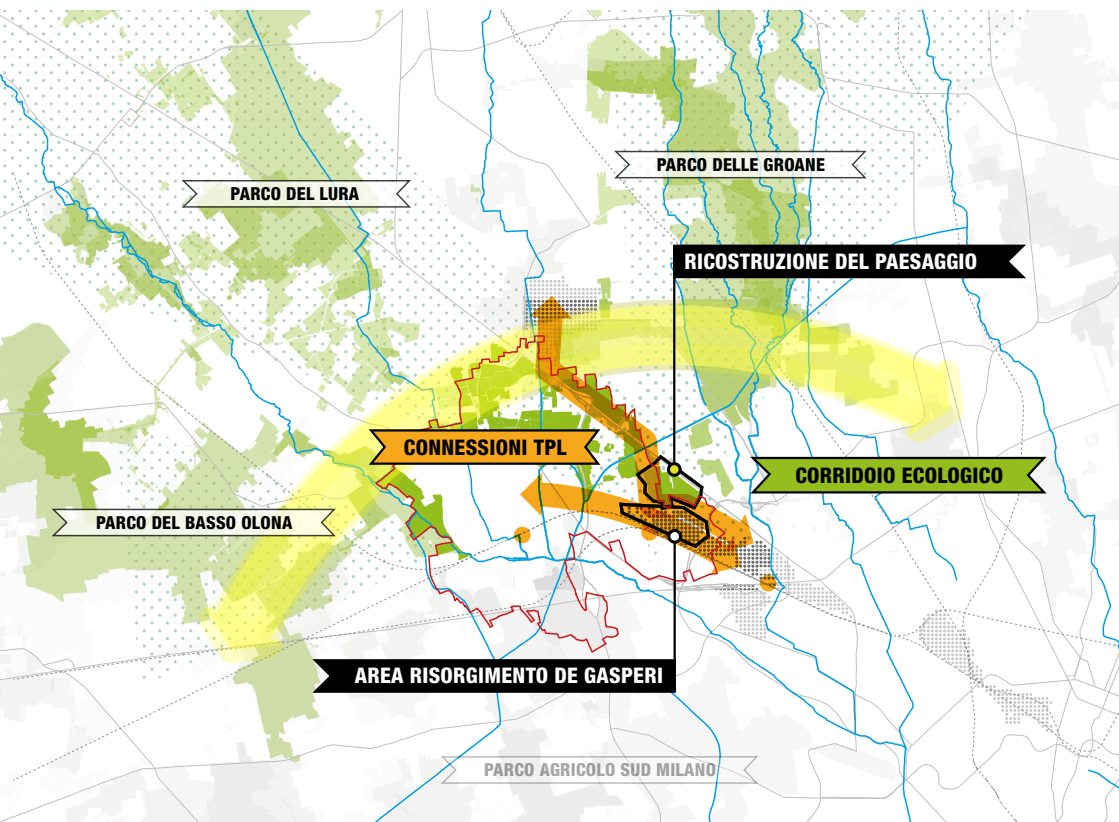 PARCO DELLE GROANE
PARCO DEL LURA
RICOSTRUZIONE DEL PAESAGGIO
CONNESSIONI TPL
CORRIDOIO ECOLOGICO
PARCO DEL BASSO OLONA
AREA RISORGIMENTO DE GASPERI
PARCO AGRICOLO SUD MILANO